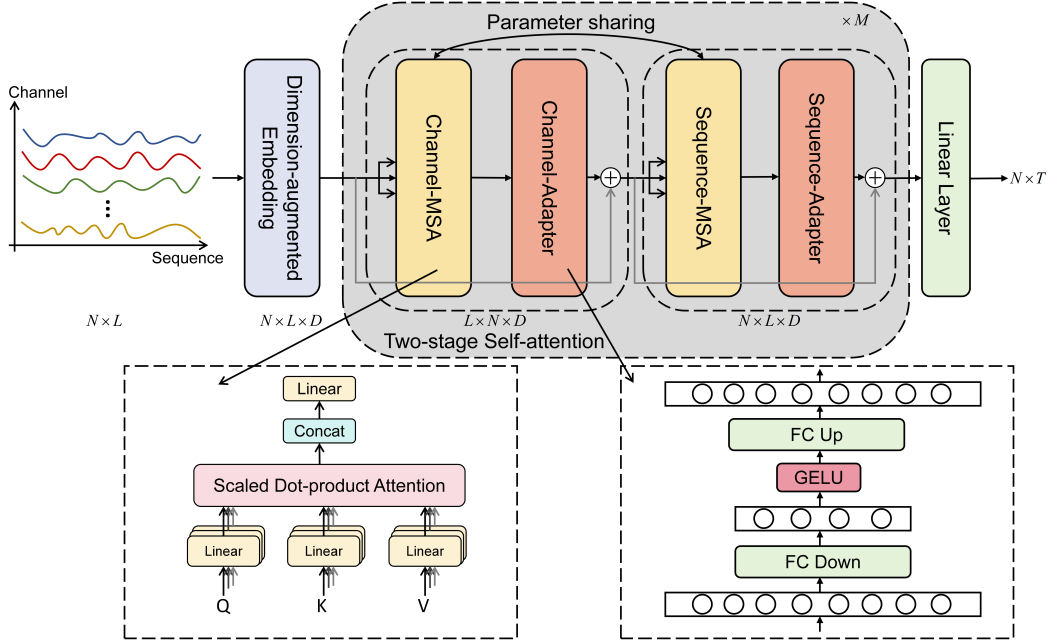 Parameter sharing
× M
Channel
Sequence
Dimension-augmented
Embedding
Channel-MSA
Channel-Adapter
Sequence-MSA
Sequence-Adapter
Linear Layer
N × T
N × L
N × L × D
L × N × D
N × L × D
Two-stage Self-attention
Linear
Concat
Scaled Dot-product Attention
Linear
Linear
Linear
Q
K
V
FC Up
GELU
FC Down